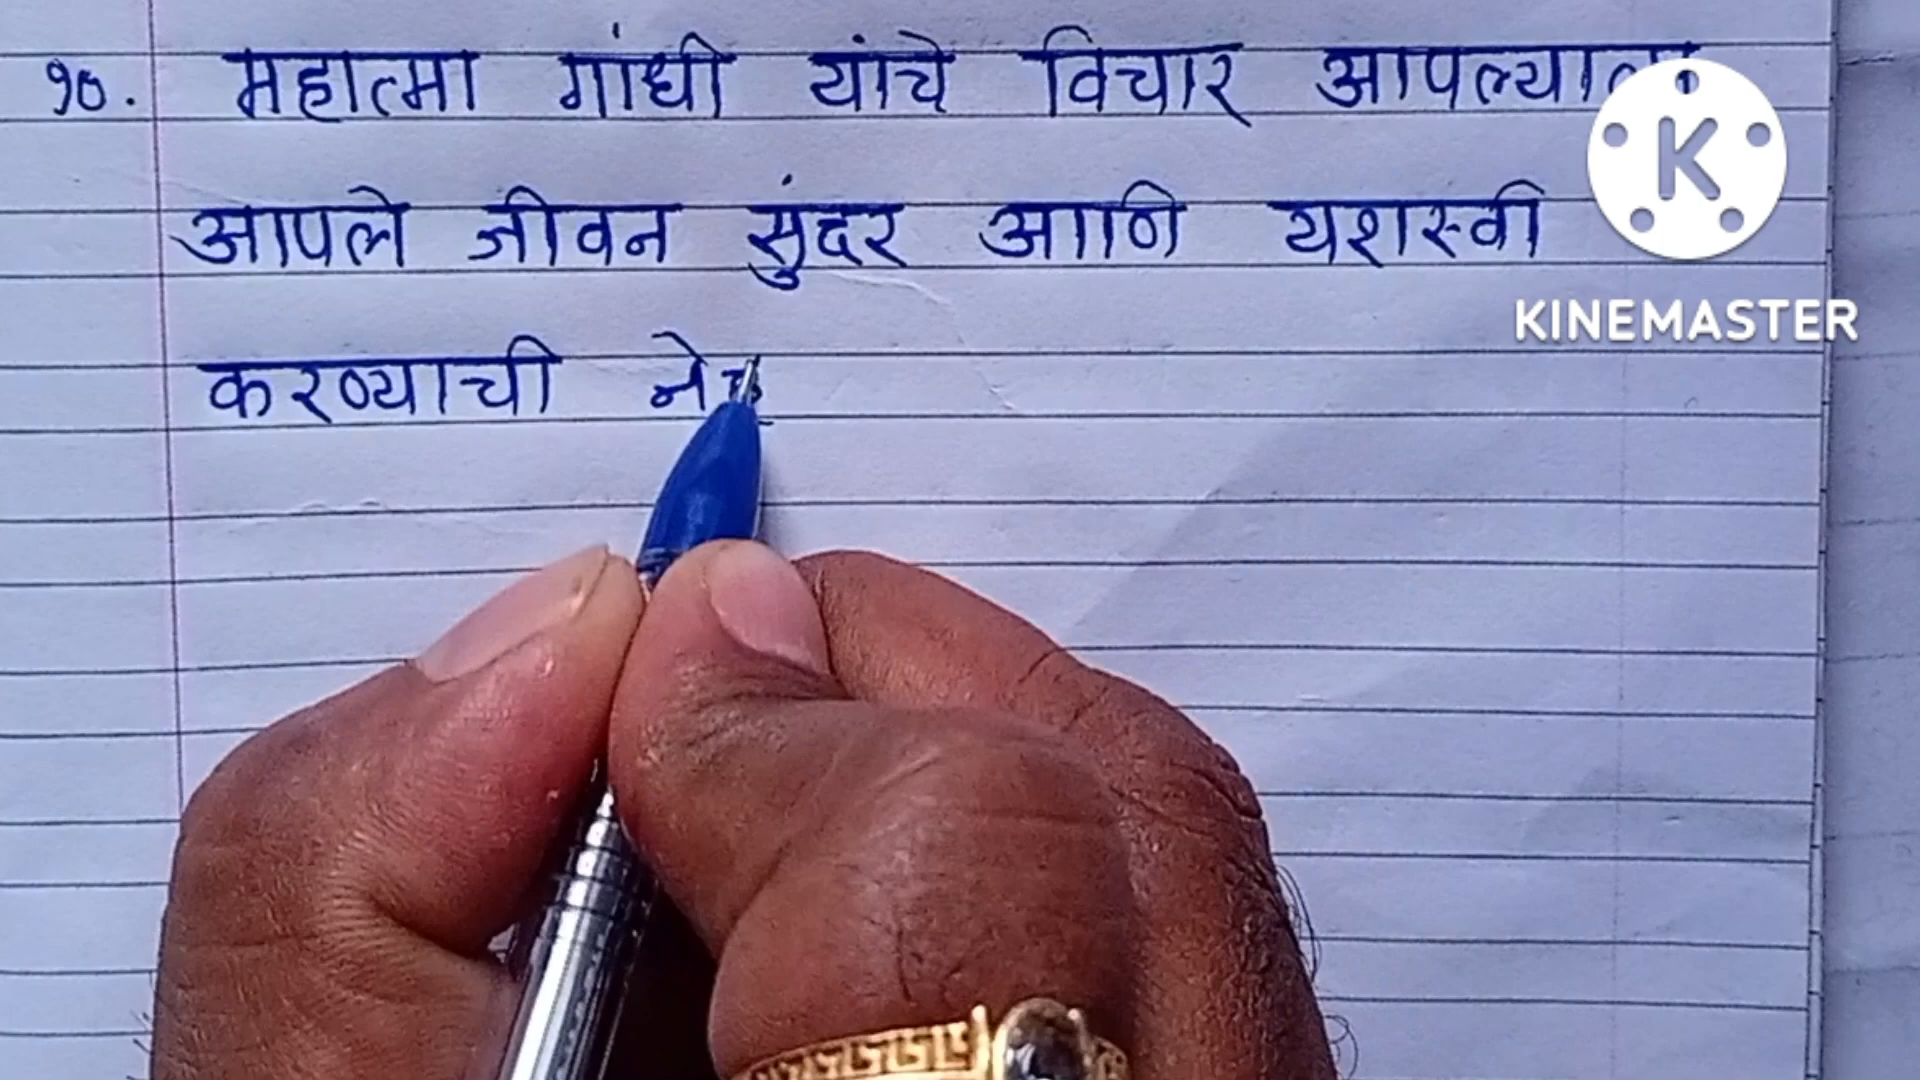 १०. महात्मा गांधी यांचे विचार आपल्याला
आपले जीवन सुंदर आणि यशस्वी
करण्याची
KINEMASTER